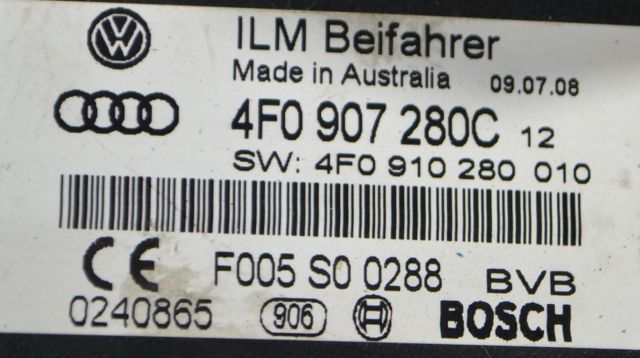 ILM Beifahrer
Made in Australia 09.07.08
4F0 907 280C 12
SW: 4F0 910 280 010
CE F005 S0 0288 BVB
0240865 906 BOSCH